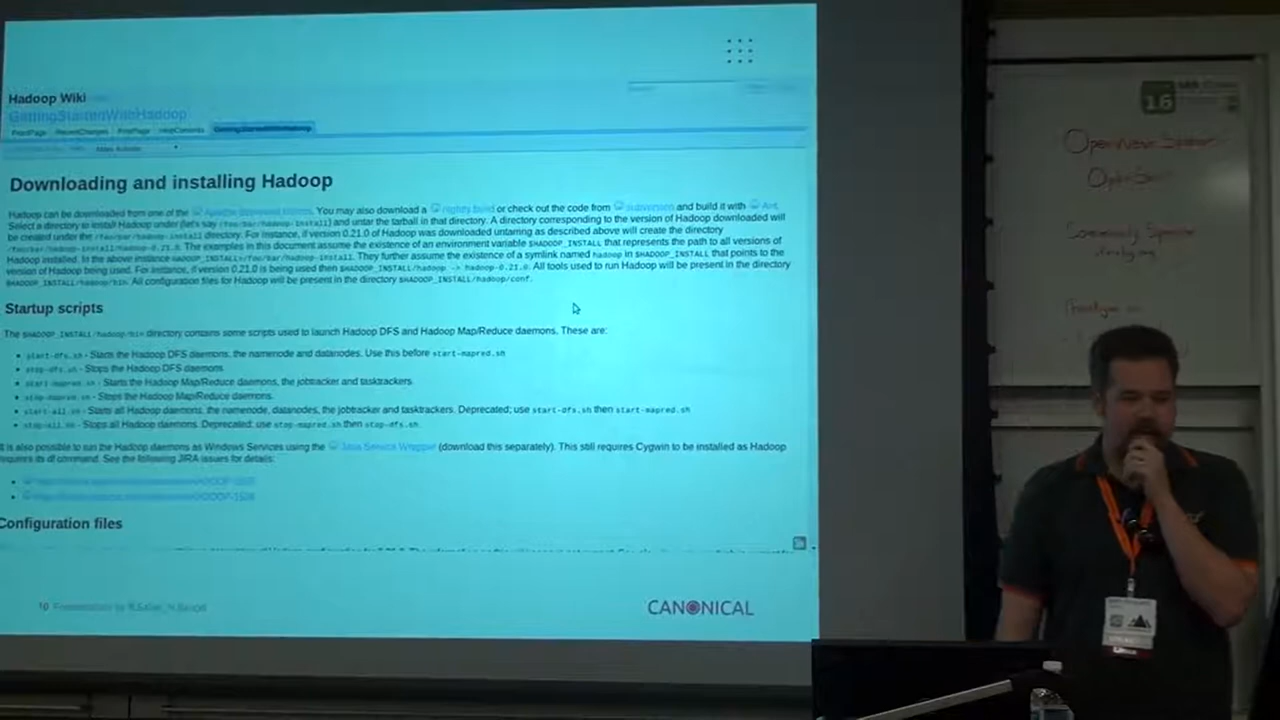 Hadoop Wiki
GettingStartedWithHadoop
FrontPage RecentChanges FindPage HelpContents GettingStartedWithHadoop
More Actions:
Downloading and installing Hadoop
Hadoop can be downloaded from one of the Apache download mirrors. You may also download a nightly build or check out the code from subversion and build it with Ant.
Select a directory to install Hadoop under (let's say /foo/bar/hadoop-install) and untar the tarball in that directory. A directory corresponding to the version of Hadoop downloaded will
be created under the /foo/bar/hadoop-install directory. For instance, if version 0.21.0 of Hadoop was downloaded untarring as described above will create the directory
/foo/bar/hadoop-install/hadoop-0.21.0. The examples in this document assume the existence of an environment variable $HADOOP_INSTALL that represents the path to all versions of
Hadoop installed. In the above instance HADOOP_INSTALL=/foo/bar/hadoop-install. They further assume the existence of a symlink named hadoop in $HADOOP_INSTALL that points to the
version of Hadoop being used. For instance, if version 0.21.0 is being used then $HADOOP_INSTALL/hadoop -> hadoop-0.21.0. All tools used to run Hadoop will be present in the directory
$HADOOP_INSTALL/hadoop/bin. All configuration files for Hadoop will be present in the directory $HADOOP_INSTALL/hadoop/conf.
Startup scripts
The $HADOOP_INSTALL/hadoop/bin directory contains some scripts used to launch Hadoop DFS and Hadoop Map/Reduce daemons. These are:
• start-dfs.sh - Starts the Hadoop DFS daemons, the namenode and datanodes. Use this before start-mapred.sh
• stop-dfs.sh - Stops the Hadoop DFS daemons.
• start-mapred.sh - Starts the Hadoop Map/Reduce daemons, the jobtracker and tasktrackers.
• stop-mapred.sh - Stops the Hadoop Map/Reduce daemons.
• start-all.sh - Starts all Hadoop daemons, the namenode, datanodes, the jobtracker and tasktrackers. Deprecated; use start-dfs.sh then start-mapred.sh
• stop-all.sh - Stops all Hadoop daemons. Deprecated; use stop-mapred.sh then stop-dfs.sh
It is also possible to run the Hadoop daemons as Windows Services using the Java Service Wrapper (download this separately). This still requires Cygwin to be installed as Hadoop
requires its df command. See the following JIRA issues for details:
Configuration files
16
CANONICAL
16